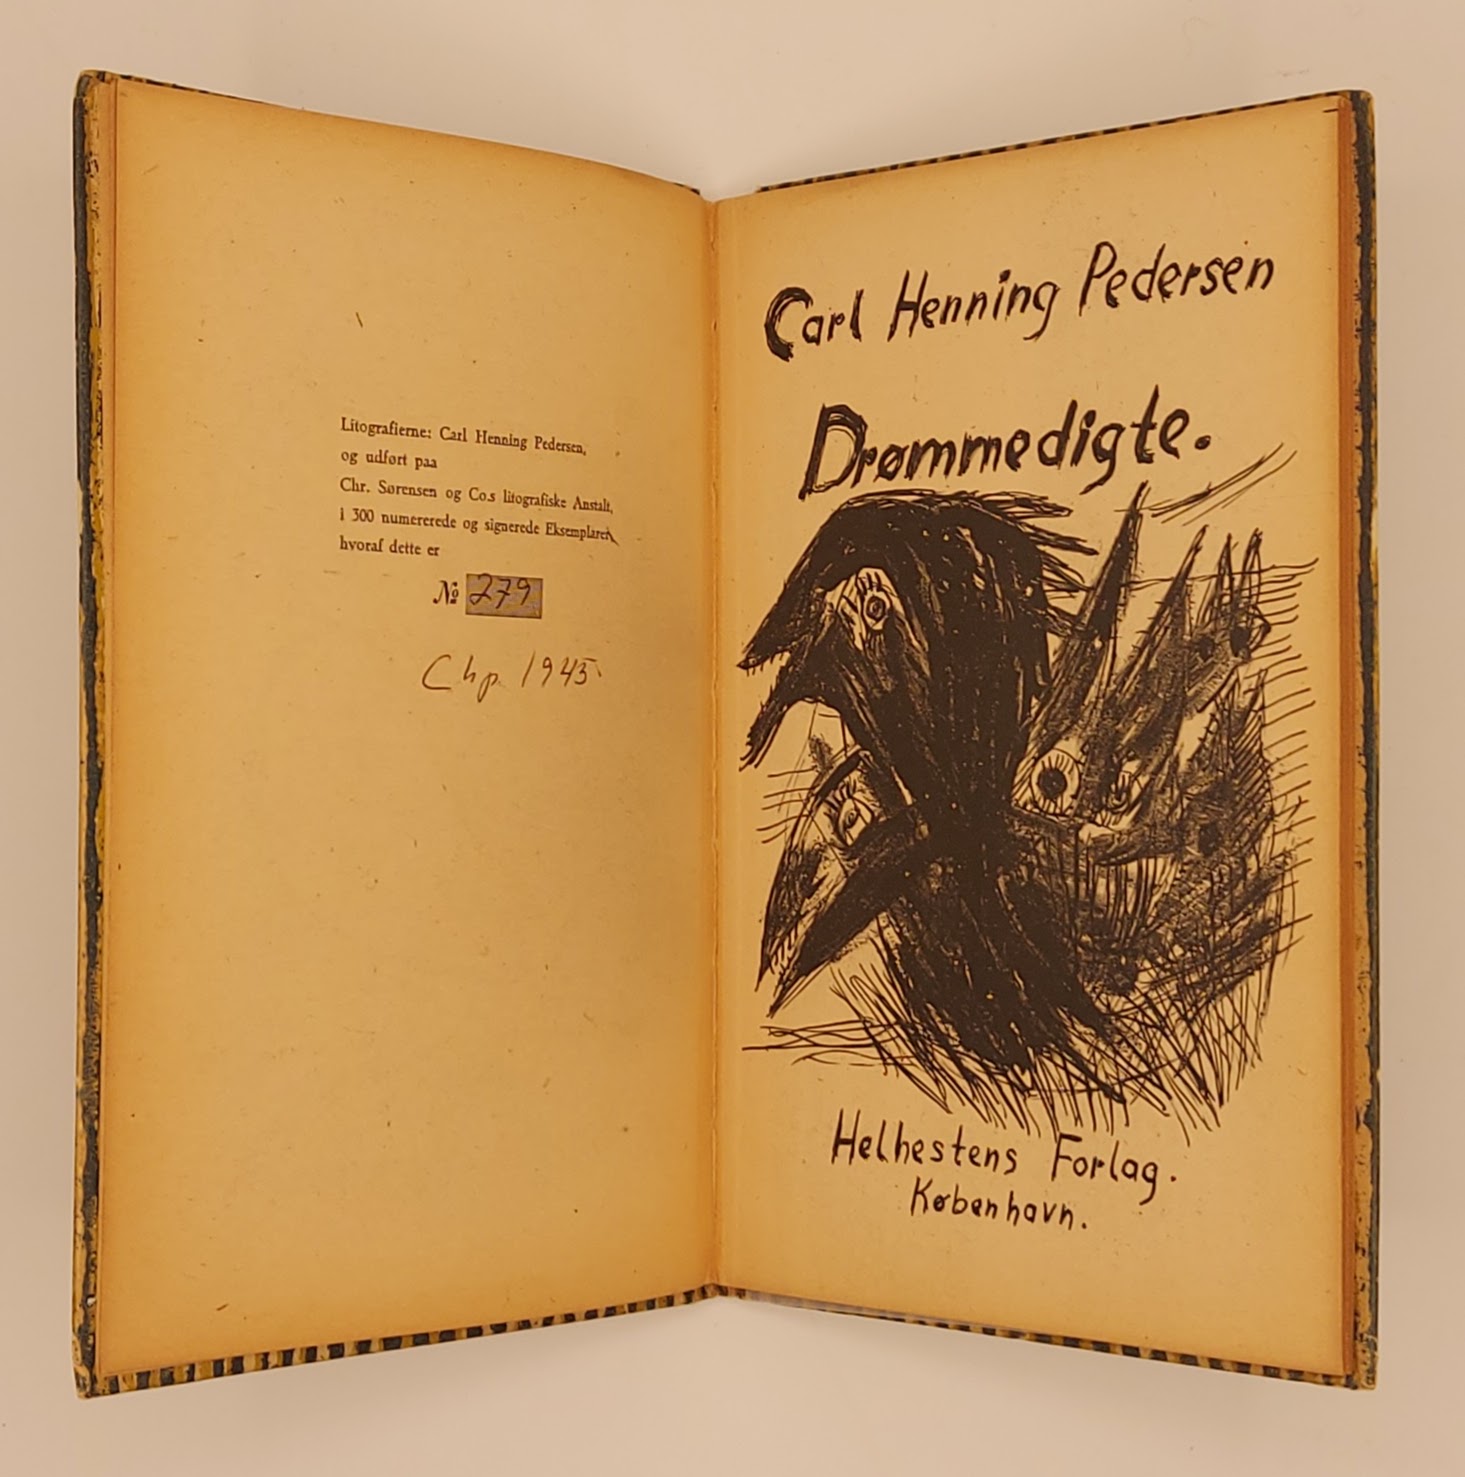 Litografierne: Carl Henning Pedersen,
og udført paa
Chr. Sørensen og Co.s litografiske Anstalt,
i 300 numererede og signerede Eksemplarer,
hvoraf dette er
№ 279
Chp 1945
Carl Henning Pedersen
Drømmedigte.
Helhestens Forlag.
København.